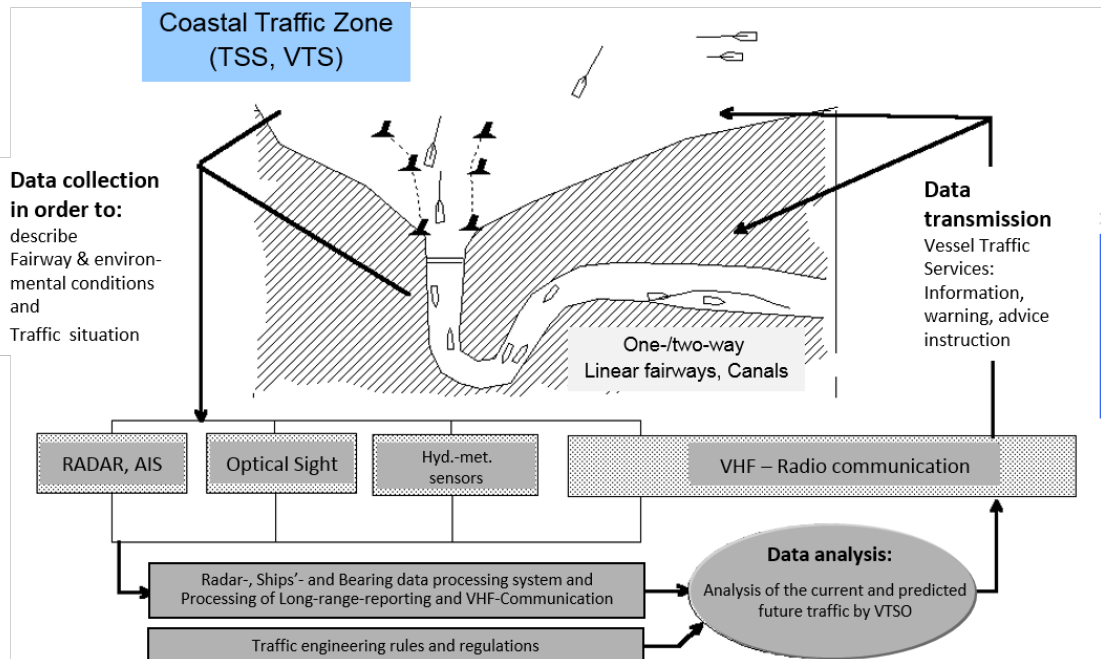 Coastal Traffic Zone
(TSS, VTS)
Data collection
in order to:
describe
Fairway & environ-
mental conditions
and
Traffic situation
Data
transmission
Vessel Traffic
Services:
Information,
warning, advice
instruction
One-/two-way
Linear fairways, Canals
RADAR, AIS
Optical Sight
Hyd.-met.
sensors
VHF – Radio communication
Radar-, Ships'- and Bearing data processing system and
Processing of Long-range-reporting and VHF-Communication
Traffic engineering rules and regulations
Data analysis:
Analysis of the current and predicted
future traffic by VTSO